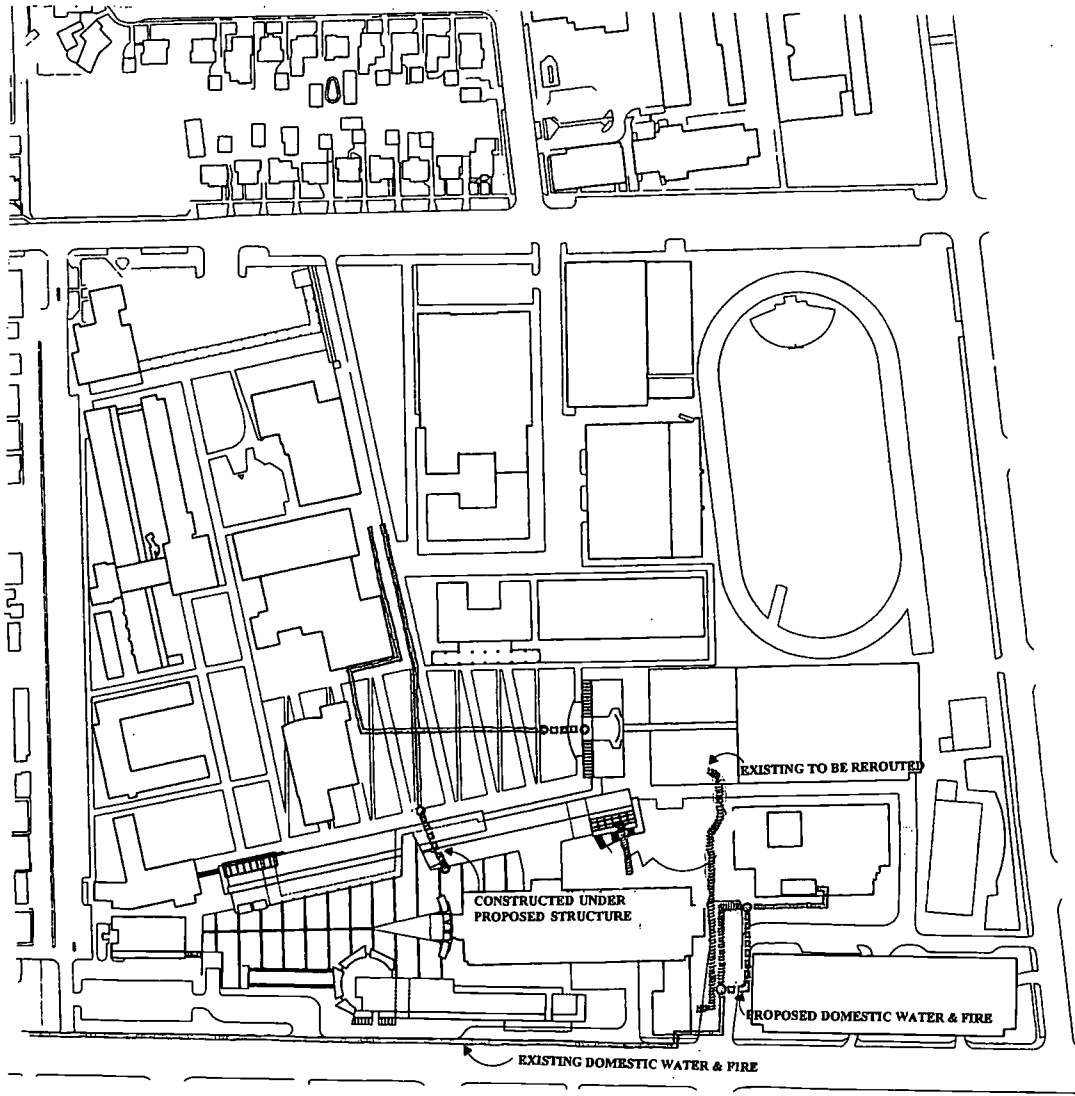 EXISTING TO BE REROUTED
CONSTRUCTED UNDER
PROPOSED STRUCTURE
PROPOSED DOMESTIC WATER & FIRE
EXISTING DOMESTIC WATER & FIRE